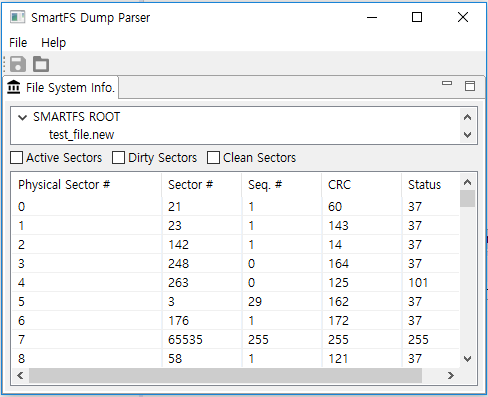 SmartFS Dump Parser
File Help
File System Info.
SMARTFS ROOT
test_file.new
Active Sectors Dirty Sectors Clean Sectors
Physical Sector # Sector # Seq. # CRC Status
0 21 1 60 37
1 23 1 143 37
2 142 1 14 37
3 248 0 164 37
4 263 0 125 101
5 3 29 162 37
6 176 1 172 37
7 65535 255 255 255
8 58 1 121 37